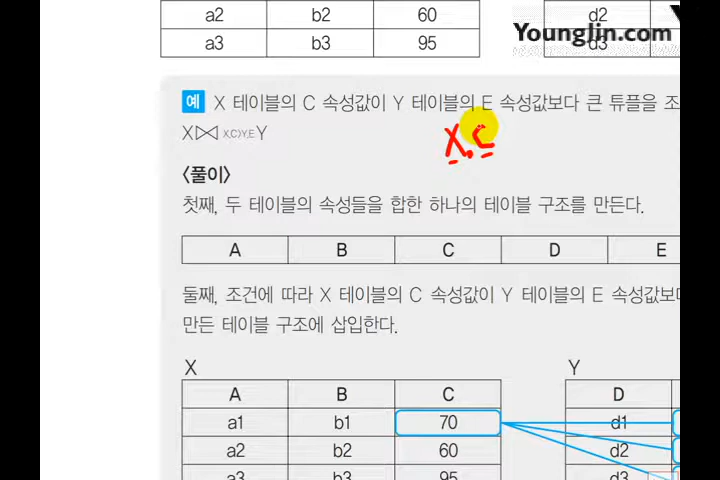 a2 b2 60 d2
a3 b3 95 d3
Younglin.com
예 X 테이블의 C 속성값이 Y 테이블의 E 속성값보다 큰 튜플을 조
X⋈ X.C>Y.E Y
X.C
<풀이>
첫째, 두 테이블의 속성들을 합한 하나의 테이블 구조를 만든다.
A B C D E
둘째, 조건에 따라 X 테이블의 C 속성값이 Y 테이블의 E 속성값보다
만든 테이블 구조에 삽입한다.
X Y
A B C D
a1 b1 70 d1
a2 b2 60 d2
a3 b3 95